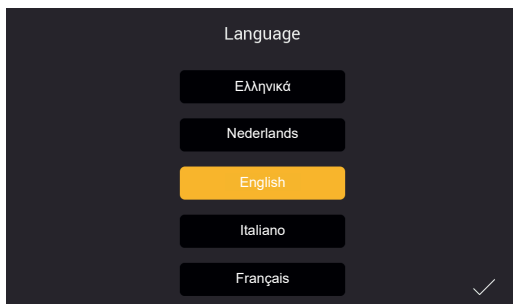 Language
Ελληνικά
Nederlands
English
Italiano
Français